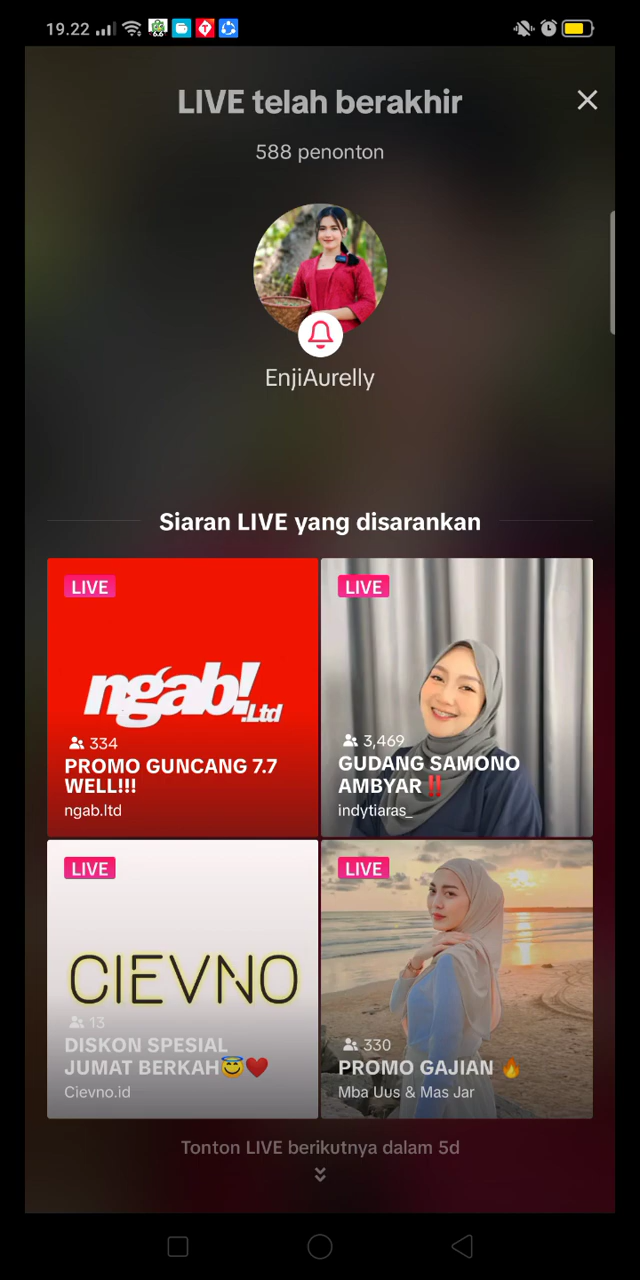 19.22
LIVE telah berakhir
588 penonton
EnjiAurelly
Siaran LIVE yang disarankan
LIVE
ngab!.Ltd
334
PROMO GUNCANG 7.7
WELL!!!
ngab.ltd
LIVE
3,469
GUDANG SAMONO
AMBYAR‼️
indytiaras_
LIVE
CIEVNO
13
DISKON SPESIAL
JUMAT BERKAH😇❤️
Cievno.id
LIVE
330
PROMO GAJIAN 🔥
Mba Uus & Mas Jar
Tonton LIVE berikutnya dalam 5d